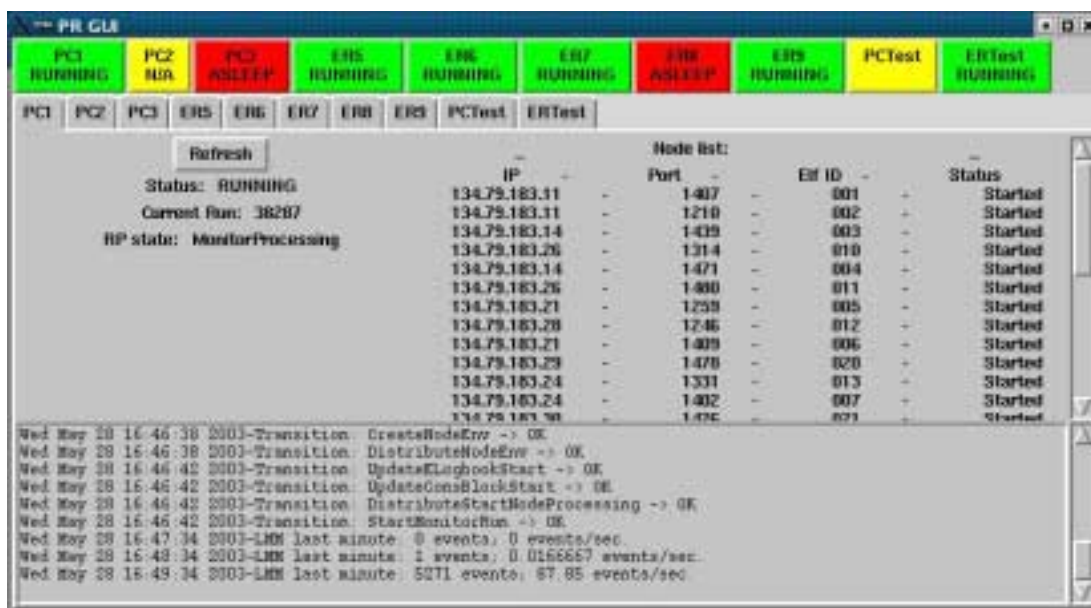 PR GUI
PC1 PC2 PC3 ER5 ER6 ER7 ER8 ER9 PCTest ERTest
RUNNING N/A ASLEEP RUNNING RUNNING RUNNING ASLEEP RUNNING RUNNING
PC1 PC2 PC3 ER5 ER6 ER7 ER8 ER9 PCTest ERTest
Refresh
Status: RUNNING
Current Run: 38287
RP state: MonitorProcessing
Node list:
IP - Port - Elf ID - Status
134.79.183.11 - 1407 - 001 - Started
134.79.183.11 - 1210 - 002 - Started
134.79.183.14 - 1439 - 003 - Started
134.79.183.26 - 1314 - 010 - Started
134.79.183.14 - 1471 - 004 - Started
134.79.183.26 - 1480 - 011 - Started
134.79.183.21 - 1259 - 005 - Started
134.79.183.28 - 1246 - 012 - Started
134.79.183.21 - 1409 - 006 - Started
134.79.183.29 - 1478 - 020 - Started
134.79.183.24 - 1331 - 013 - Started
134.79.183.24 - 1402 - 007 - Started
134.79.183.30 - 1426 - 021 - Started
Wed May 28 16:46:38 2003-Transition: CreateNodeEnv -> OK
Wed May 28 16:46:38 2003-Transition: DistributeNodeEnv -> OK
Wed May 28 16:46:42 2003-Transition: UpdateELogbookStart -> OK
Wed May 28 16:46:42 2003-Transition: UpdateConsBlockStart -> OK
Wed May 28 16:46:42 2003-Transition: DistributeStartNodeProcessing -> OK
Wed May 28 16:46:42 2003-Transition: StartMonitorRun -> OK
Wed May 28 16:47:34 2003-LMM last minute: 0 events; 0 events/sec.
Wed May 28 16:48:34 2003-LMM last minute: 1 events; 0.0166667 events/sec.
Wed May 28 16:49:34 2003-LMM last minute: 5271 events; 87.85 events/sec.